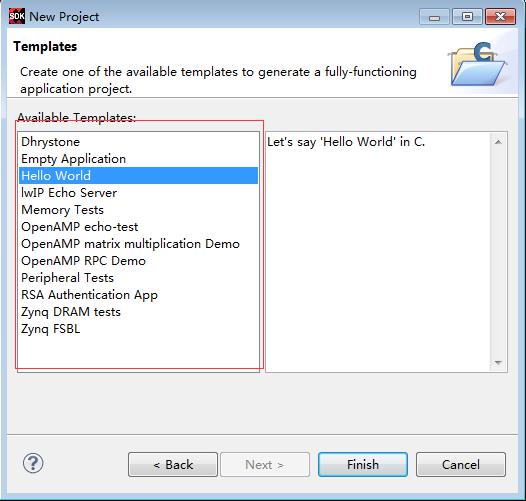 SDK New Project
Templates
Create one of the available templates to generate a fully-functioning
application project.
C
Available Templates:
Dhrystone
Empty Application
Hello World
lwIP Echo Server
Memory Tests
OpenAMP echo-test
OpenAMP matrix multiplication Demo
OpenAMP RPC Demo
Peripheral Tests
RSA Authentication App
Zynq DRAM tests
Zynq FSBL
Let's say 'Hello World' in C.
?
< Back
Next >
Finish
Cancel